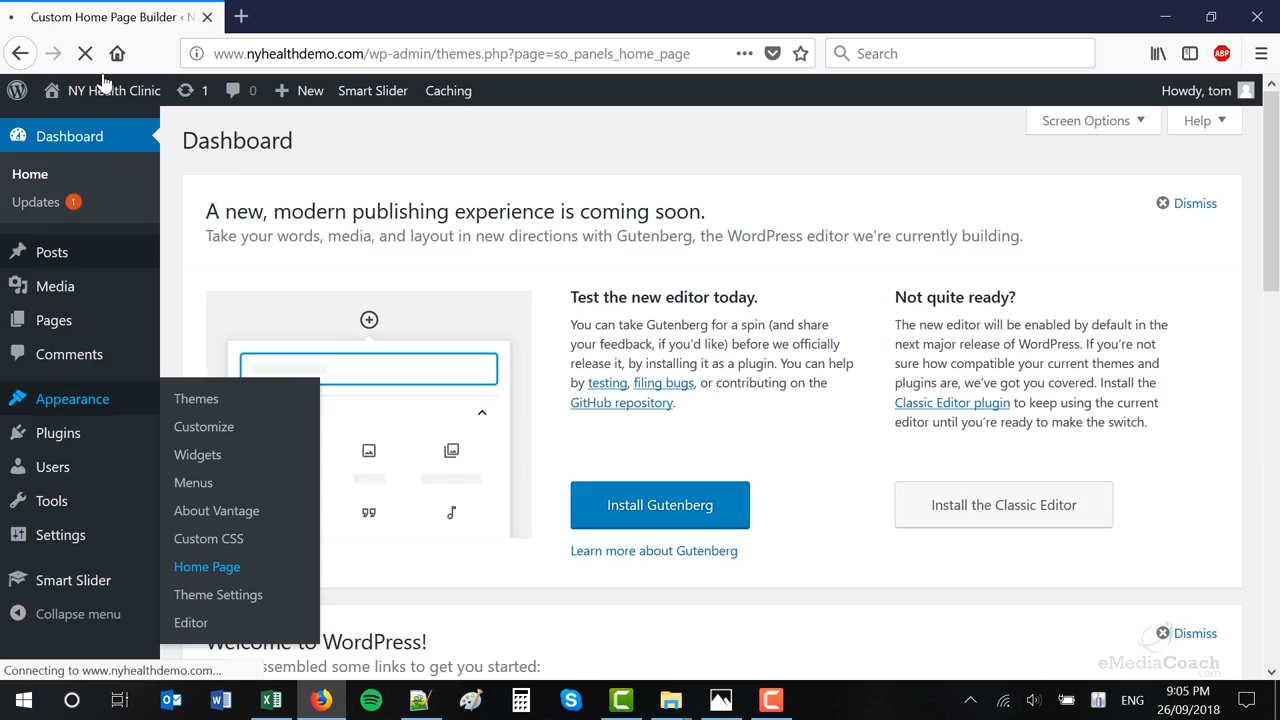 Custom Home Page Builder ‹ N
www.nyhealthdemo.com/wp-admin/themes.php?page=so_panels_home_page
Search
ABP
NY Health Clinic
1
0
New
Smart Slider
Caching
Howdy, tom
Dashboard
Home
Updates 1
Posts
Media
Pages
Comments
Appearance
Plugins
Users
Tools
Settings
Smart Slider
Collapse menu
Themes
Customize
Widgets
Menus
About Vantage
Custom CSS
Home Page
Theme Settings
Editor
Dashboard
Screen Options
Help
A new, modern publishing experience is coming soon.
Dismiss
Take your words, media, and layout in new directions with Gutenberg, the WordPress editor we're currently building.
Test the new editor today.
You can take Gutenberg for a spin (and share
your feedback, if you'd like) before we officially
release it, by installing it as a plugin. You can help
by testing, filing bugs, or contributing on the
GitHub repository.
Install Gutenberg
Learn more about Gutenberg
Not quite ready?
The new editor will be enabled by default in the
next major release of WordPress. If you're not
sure how compatible your current themes and
plugins are, we've got you covered. Install the
Classic Editor plugin to keep using the current
editor until you're ready to make the switch.
Install the Classic Editor
to WordPress!
Dismiss
assembled some links to get you started:
eMediaCoach
Connecting to www.nyhealthdemo.com...
ENG
9:05 PM
26/09/2018